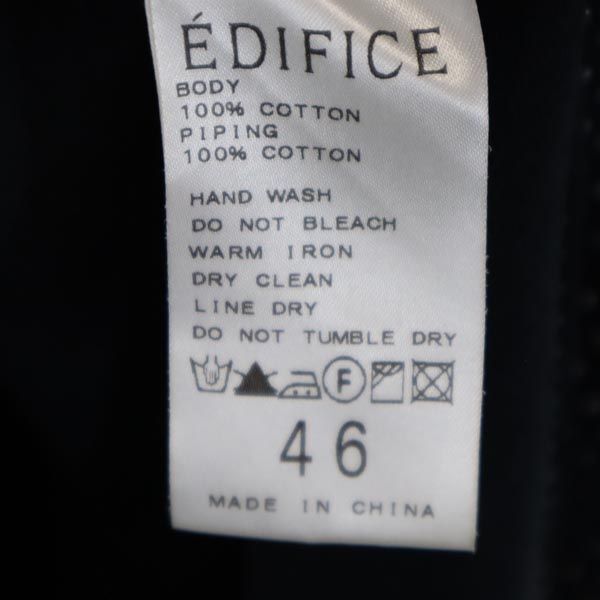 ÉDIFICE
BODY
100% COTTON
PIPING
100% COTTON
HAND WASH
DO NOT BLEACH
WARM IRON
DRY CLEAN
LINE DRY
DO NOT TUMBLE DRY
F
46
MADE IN CHINA